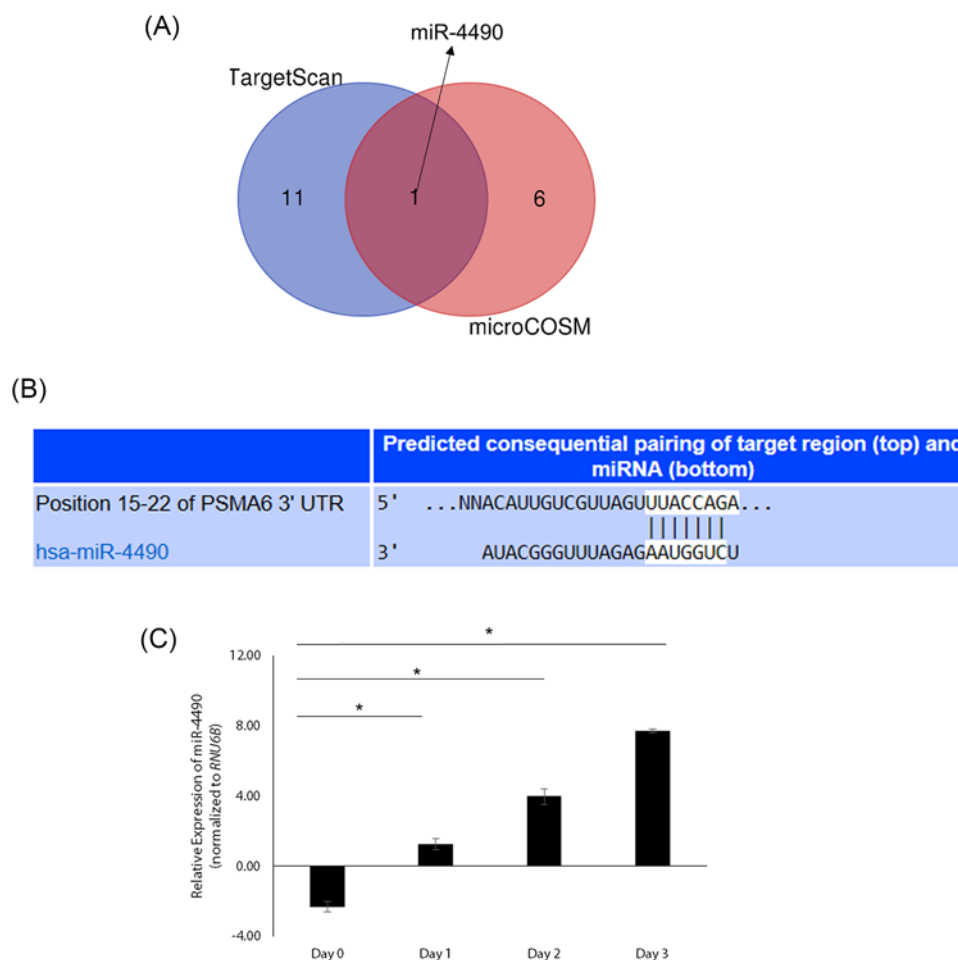 (A)
miR-4490
TargetScan
11
1
6
microCOSM
(B)
Predicted consequential pairing of target region (top) and
miRNA (bottom)
Position 15-22 of PSMA6 3' UTR 5' ...NNACAUUGUCGUUAGUUUACCAGA...
hsa-miR-4490 3' AUACGGGUUUAGAGAAUGGUCU
(C)
Relative Expression of miR-4490
(normalized to RNU6B)
12.00
8.00
4.00
0.00
-4.00
*
*
*
Day 0 Day 1 Day 2 Day 3